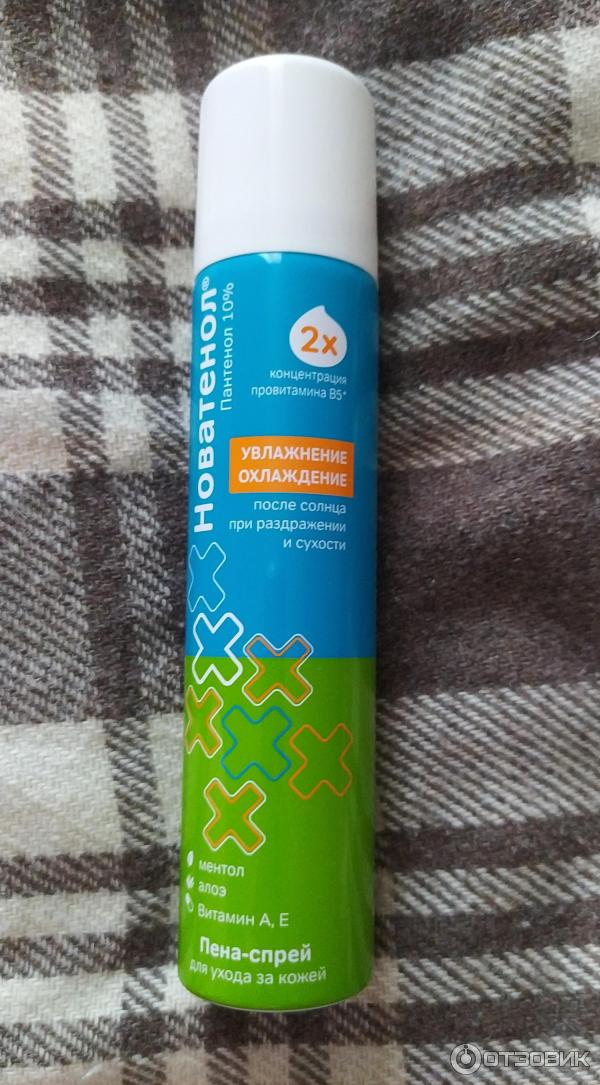 Новатенол®
Пантенол 10%
2x
концентрация
провитамина B5*
УВЛАЖНЕНИЕ
ОХЛАЖДЕНИЕ
после солнца
при раздражении
и сухости
ментол
алоэ
Витамин А, Е
Пена-спрей
для ухода за кожей
ОТЗОВИК